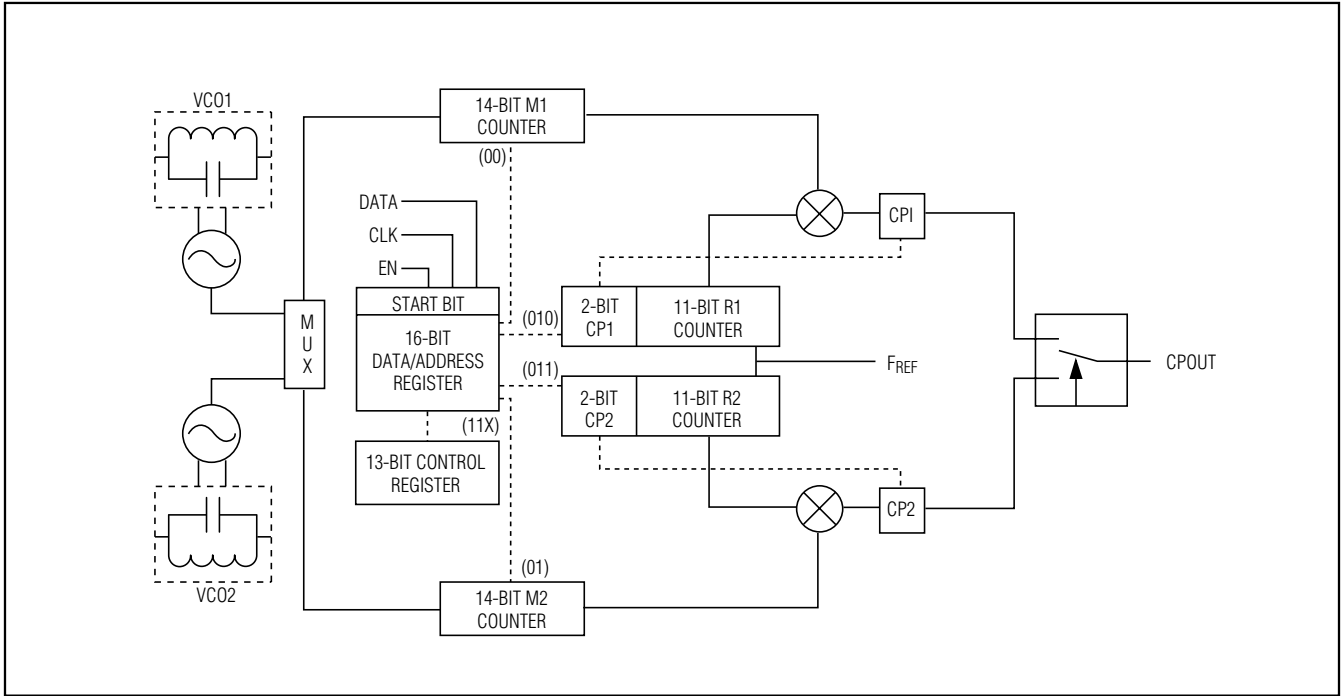 VCO1
14-BIT M1
COUNTER
(00)
DATA
CLK
EN
START BIT
16-BIT
DATA/ADDRESS
REGISTER
(010)
(011)
(11X)
13-BIT CONTROL
REGISTER
MUX
2-BIT
CP1
11-BIT R1
COUNTER
FREF
2-BIT
CP2
11-BIT R2
COUNTER
CPI
CP2
CPOUT
(01)
14-BIT M2
COUNTER
VCO2